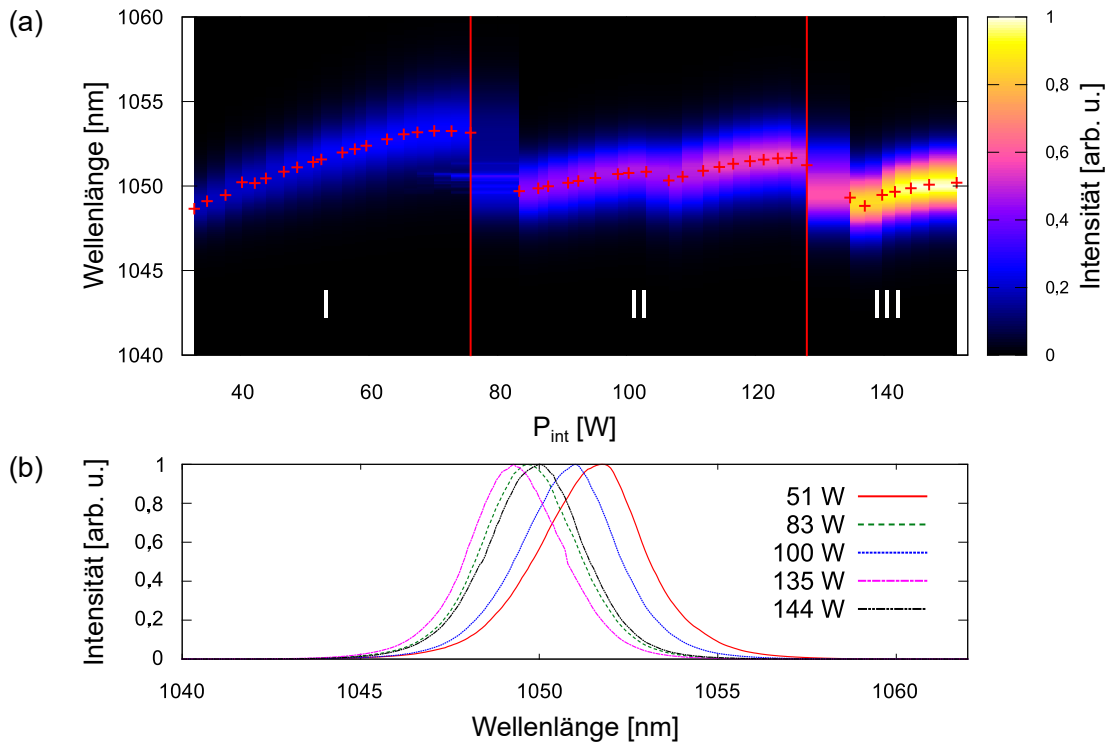 (a)
1060
1055
1050
1045
1040
Wellenlänge [nm]
I
II
III
40
60
80
100
120
140
P_int [W]
1
0,8
0,6
0,4
0,2
0
Intensität [arb. u.]
(b)
Intensität [arb. u.]
1
0,8
0,6
0,4
0,2
0
51 W
83 W
100 W
135 W
144 W
1040
1045
1050
1055
1060
Wellenlänge [nm]